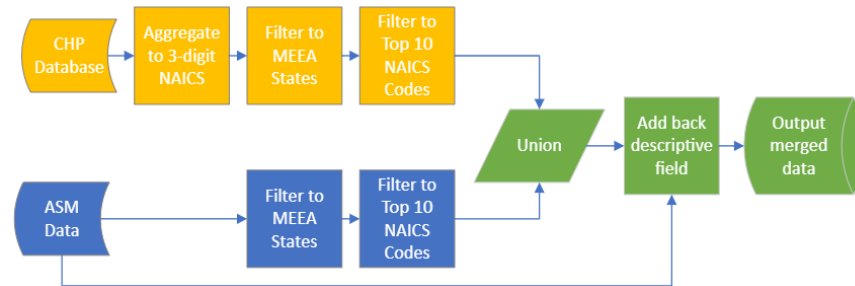 CHP
Database
Aggregate
to 3-digit
NAICS
Filter to
MEEA
States
Filter to
Top 10
NAICS
Codes
Union
Add back
descriptive
field
Output
merged
data
ASM
Data
Filter to
MEEA
States
Filter to
Top 10
NAICS
Codes